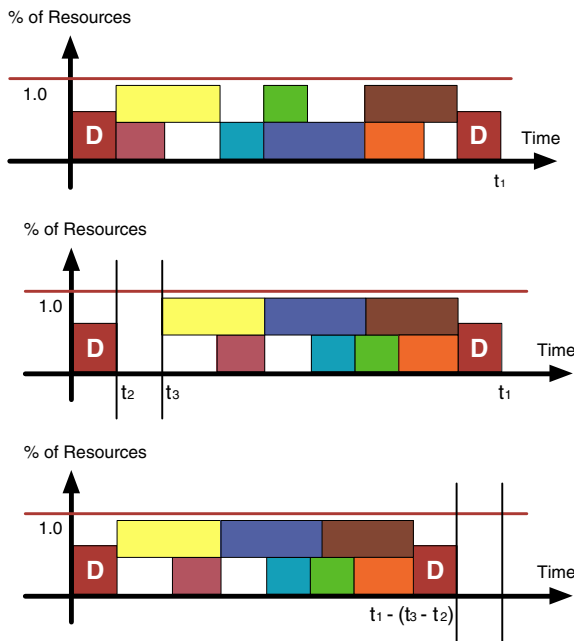 % of Resources
1.0
D
D
Time
t₁
% of Resources
1.0
D
D
Time
t₂
t₃
t₁
% of Resources
1.0
D
D
Time
t₁ - (t₃ - t₂)